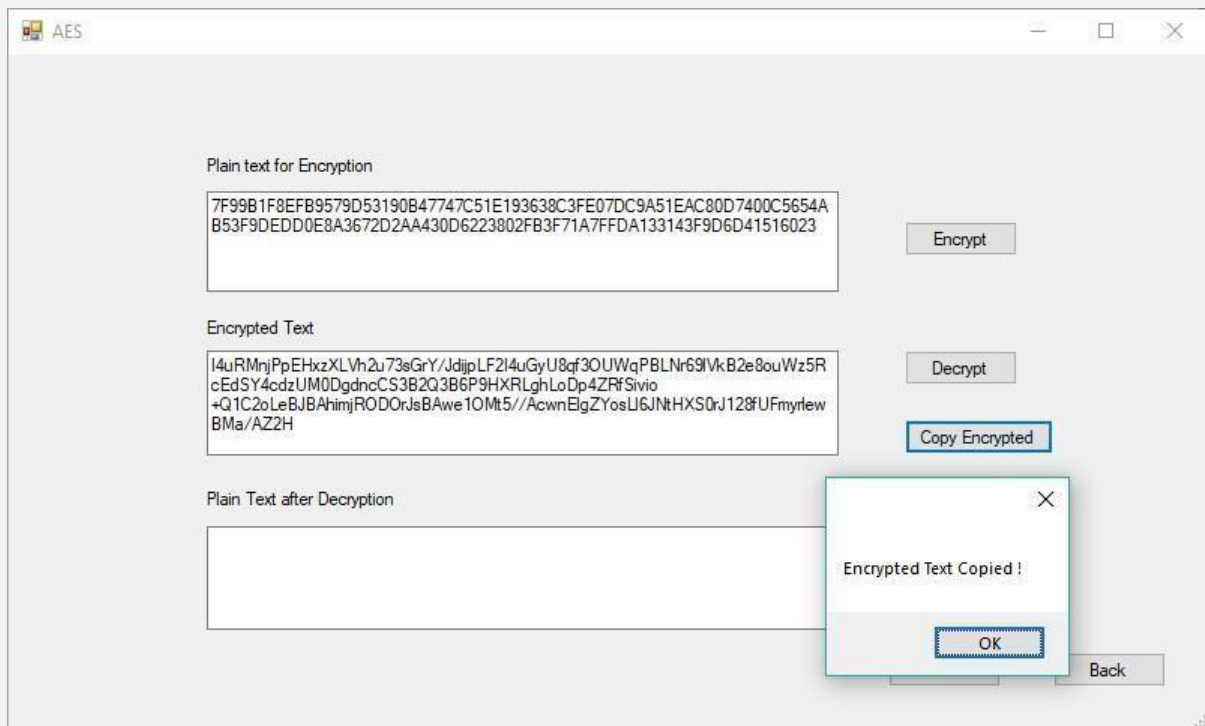 AES
Plain text for Encryption
7F99B1F8EFB9579D53190B47747C51E193638C3FE07DC9A51EAC80D7400C5654A
B53F9DEDD0E8A3672D2AA430D6223802FB3F71A7FFDA133143F9D6D41516023
Encrypt
Encrypted Text
I4uRMnjPpEHxzXLVh2u73sGrY/JdijpLF2I4uGyU8qf3OUWqPBLNr69IVkB2e8ouWz5R
cEdSY4cdzUM0DgdncCS3B2Q3B6P9HXRLghLoDp4ZRfSivio
+Q1C2oLeBJBAhimjRODOrJsBAwe1OMt5//AcwnElgZYosLl6JNtHXS0rJ128fUFmyrlew
BMa/AZ2H
Decrypt
Copy Encrypted
Plain Text after Decryption
Encrypted Text Copied !
OK
Back